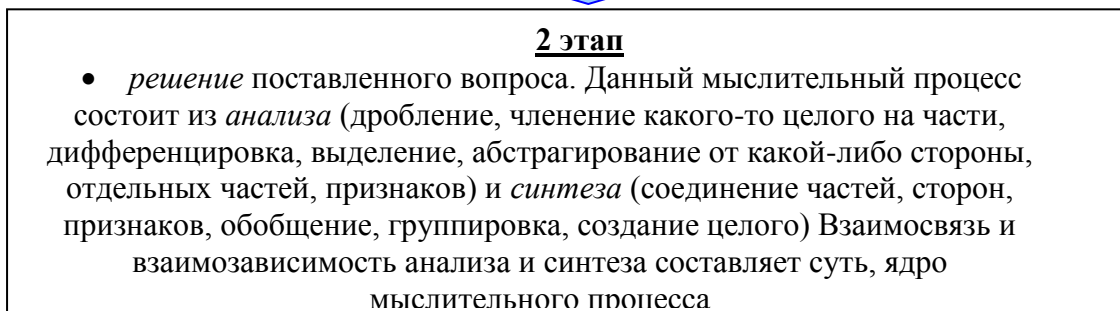 2 этап
• решение поставленного вопроса. Данный мыслительный процесс
состоит из анализа (дробление, членение какого-то целого на части,
дифференцировка, выделение, абстрагирование от какой-либо стороны,
отдельных частей, признаков) и синтеза (соединение частей, сторон,
признаков, обобщение, группировка, создание целого) Взаимосвязь и
взаимозависимость анализа и синтеза составляет суть, ядро
мыслительного процесса